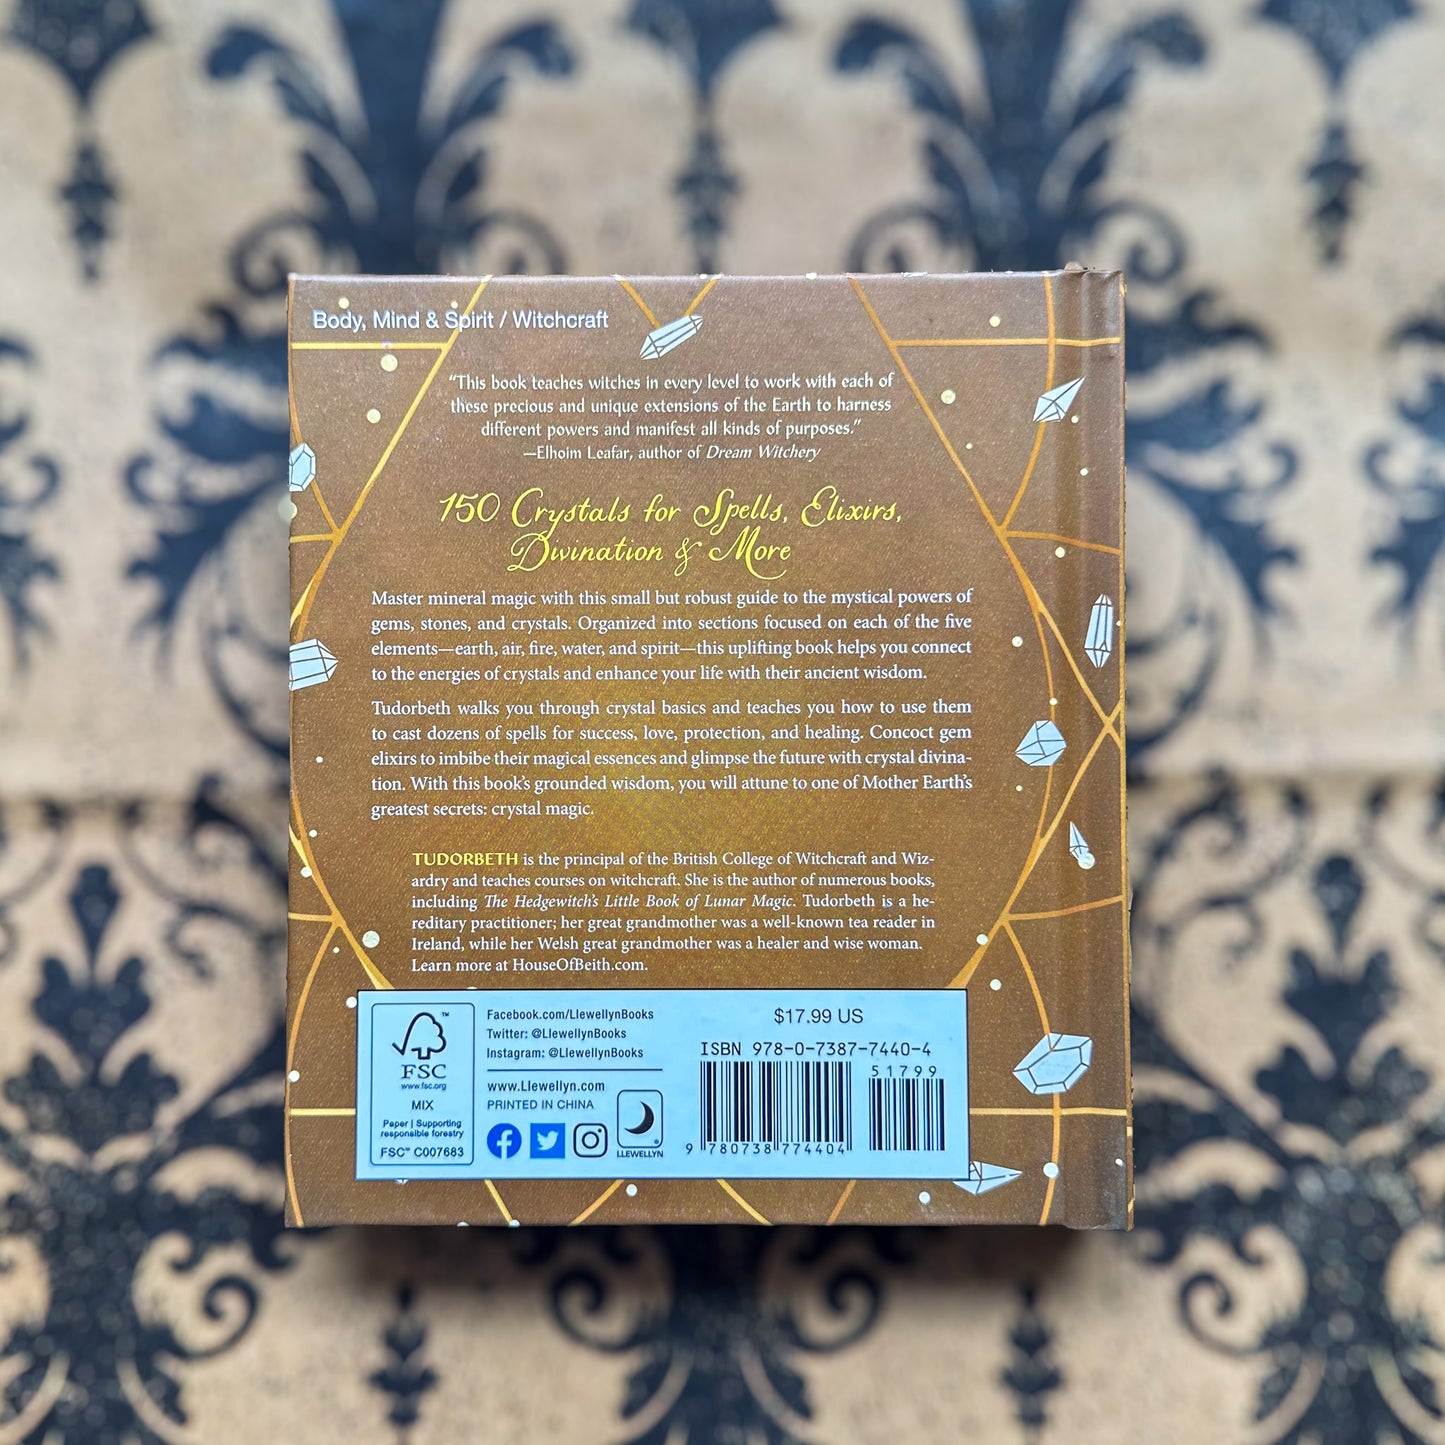 Body, Mind & Spirit / Witchcraft
“This book teaches witches in every level to work with each of
these precious and unique extensions of the Earth to harness
different powers and manifest all kinds of purposes.”
—Elhoim Leafar, author of Dream Witchery
150 Crystals for Spells, Elixirs,
Divination & More
Master mineral magic with this small but robust guide to the mystical powers of
gems, stones, and crystals. Organized into sections focused on each of the five
elements—earth, air, fire, water, and spirit—this uplifting book helps you connect
to the energies of crystals and enhance your life with their ancient wisdom.
Tudorbeth walks you through crystal basics and teaches you how to use them
to cast dozens of spells for success, love, protection, and healing. Concoct gem
elixirs to imbibe their magical essences and glimpse the future with crystal divina-
tion. With this book’s grounded wisdom, you will attune to one of Mother Earth’s
greatest secrets: crystal magic.
TUDORBETH is the principal of the British College of Witchcraft and Wiz-
ardry and teaches courses on witchcraft. She is the author of numerous books,
including The Hedgewitch’s Little Book of Lunar Magic. Tudorbeth is a he-
reditary practitioner; her great grandmother was a well-known tea reader in
Ireland, while her Welsh great grandmother was a healer and wise woman.
Learn more at HouseOfBeith.com.
™
FSC
www.fsc.org
MIX
Paper | Supporting
responsible forestry
FSC™ C007683
Facebook.com/LlewellynBooks
Twitter: @LlewellynBooks
Instagram: @LlewellynBooks
www.Llewellyn.com
PRINTED IN CHINA
®
LLEWELLYN
$17.99 US
ISBN 978-0-7387-7440-4
51799
9 780738 774404